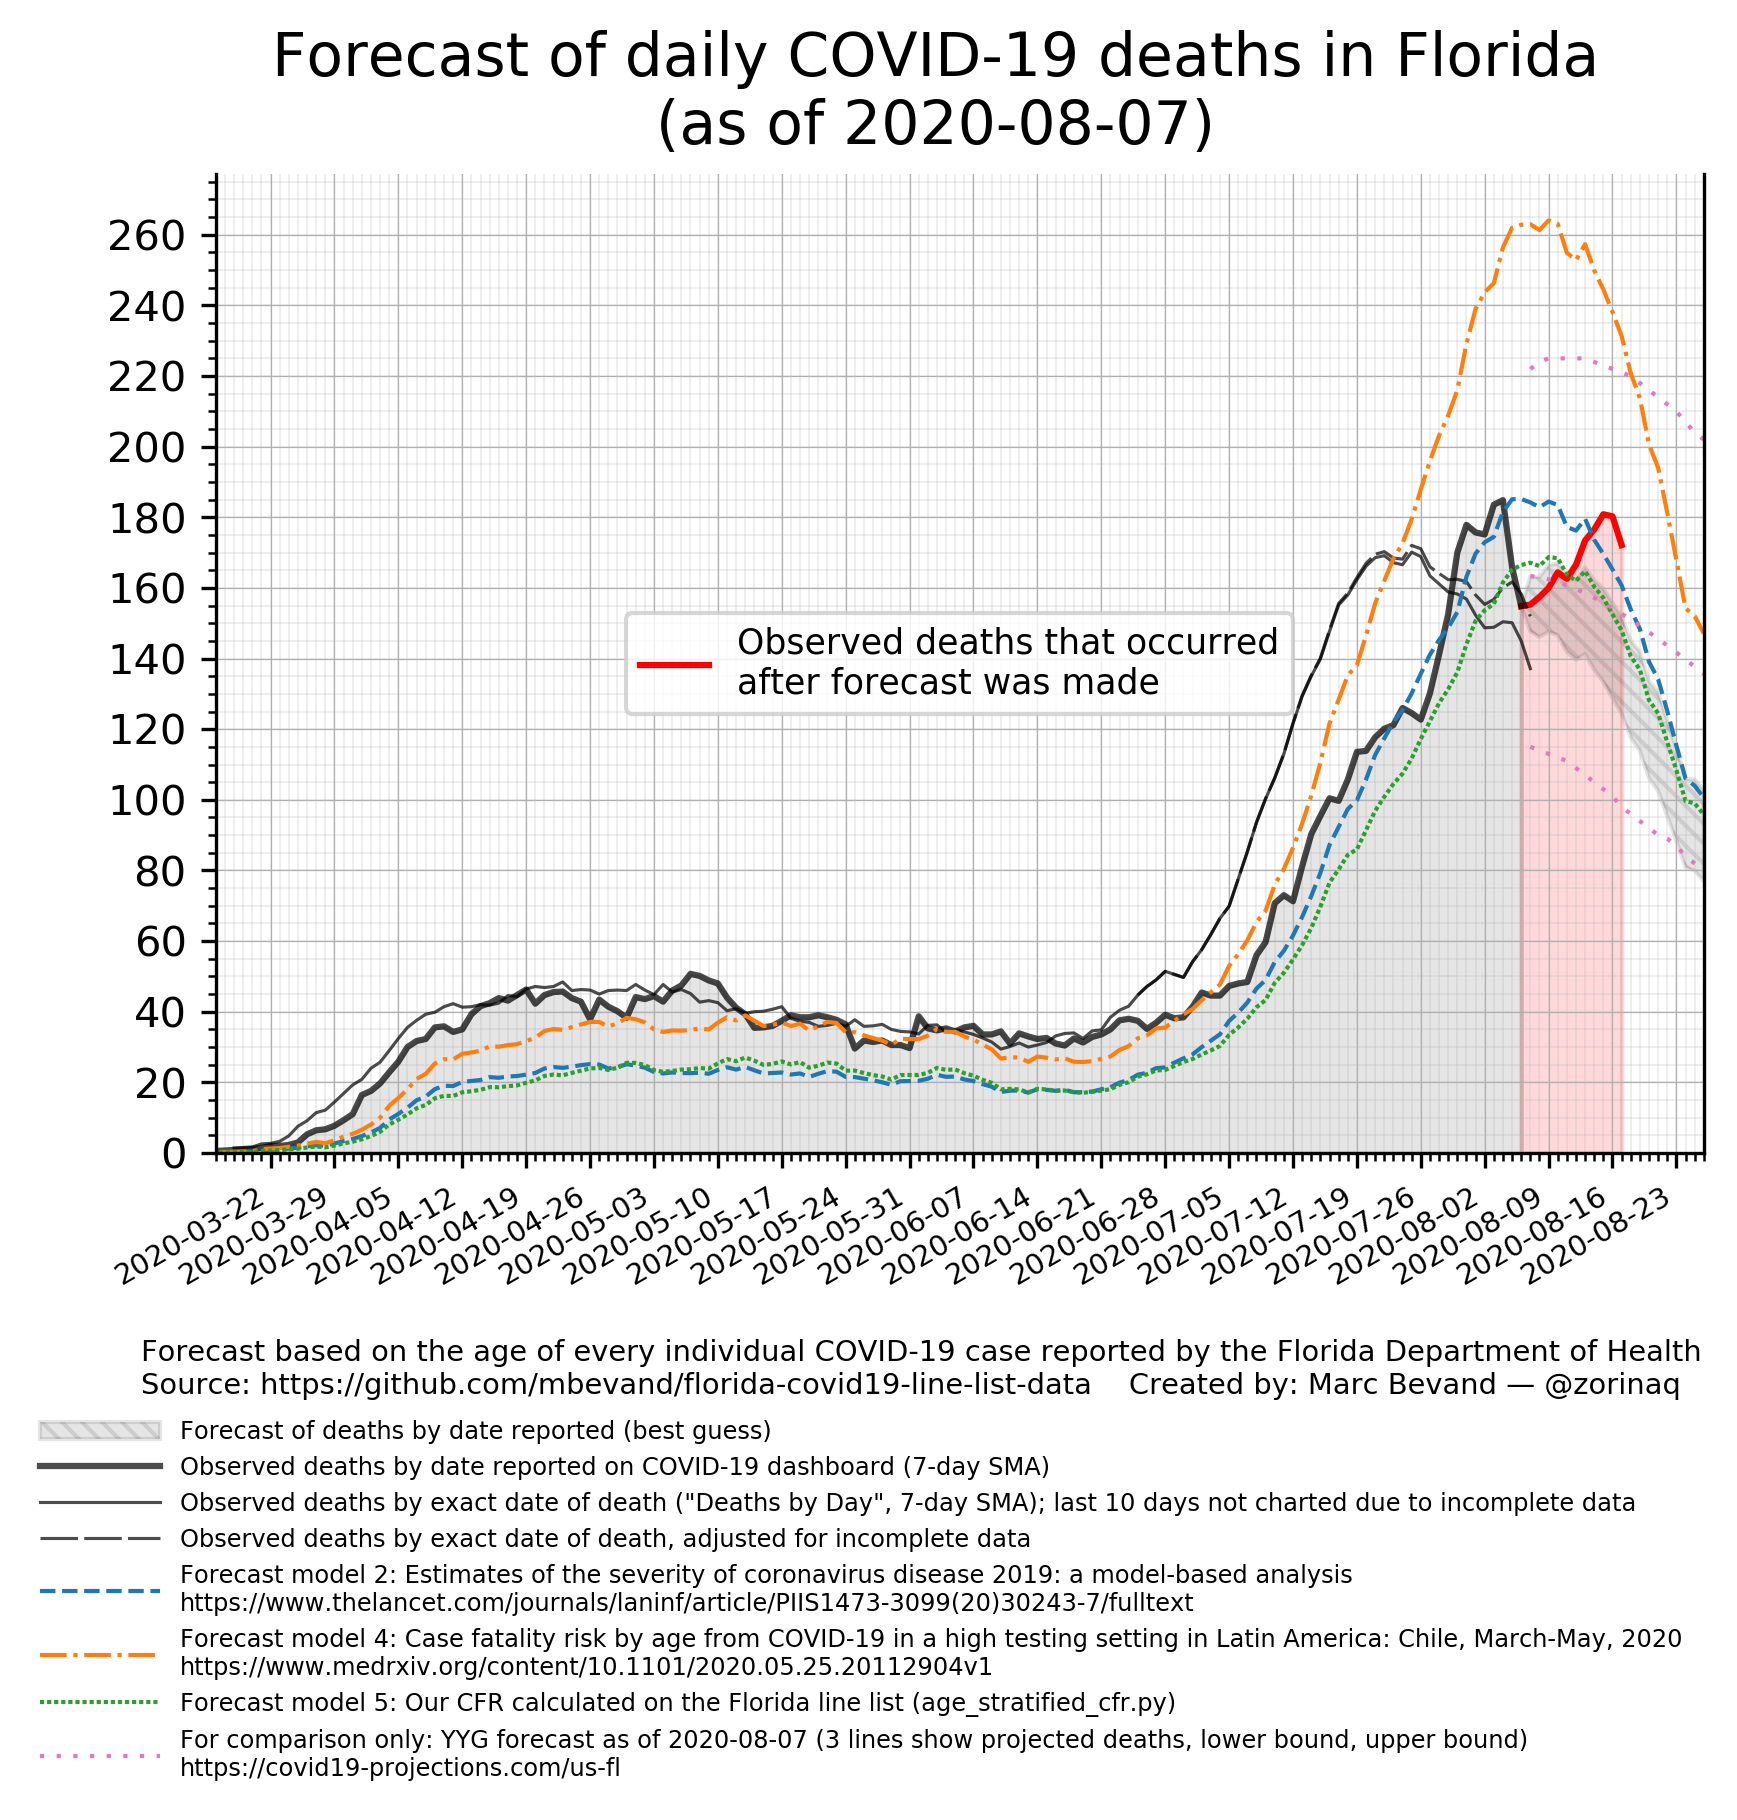 Forecast of daily COVID-19 deaths in Florida
(as of 2020-08-07)
260
240
220
200
180
160
140
120
100
80
60
40
20
0
Observed deaths that occurred
after forecast was made
2020-03-22
2020-03-29
2020-04-05
2020-04-12
2020-04-19
2020-04-26
2020-05-03
2020-05-10
2020-05-17
2020-05-24
2020-05-31
2020-06-07
2020-06-14
2020-06-21
2020-06-28
2020-07-05
2020-07-12
2020-07-19
2020-07-26
2020-08-02
2020-08-09
2020-08-16
2020-08-23
Forecast based on the age of every individual COVID-19 case reported by the Florida Department of Health
Source: https://github.com/mbevand/florida-covid19-line-list-data Created by: Marc Bevand — @zorinaq
Forecast of deaths by date reported (best guess)
Observed deaths by date reported on COVID-19 dashboard (7-day SMA)
Observed deaths by exact date of death ("Deaths by Day", 7-day SMA); last 10 days not charted due to incomplete data
Observed deaths by exact date of death, adjusted for incomplete data
Forecast model 2: Estimates of the severity of coronavirus disease 2019: a model-based analysis
https://www.thelancet.com/journals/laninf/article/PIIS1473-3099(20)30243-7/fulltext
Forecast model 4: Case fatality risk by age from COVID-19 in a high testing setting in Latin America: Chile, March-May, 2020
https://www.medrxiv.org/content/10.1101/2020.05.25.20112904v1
Forecast model 5: Our CFR calculated on the Florida line list (age_stratified_cfr.py)
For comparison only: YYG forecast as of 2020-08-07 (3 lines show projected deaths, lower bound, upper bound)
https://covid19-projections.com/us-fl